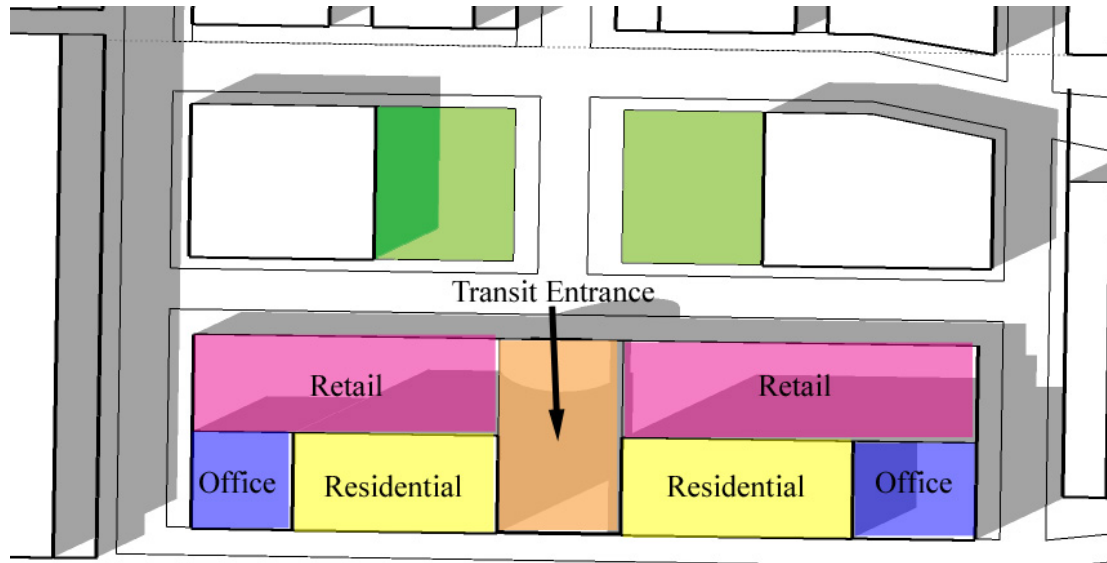 Transit Entrance
Retail
Retail
Office
Residential
Residential
Office